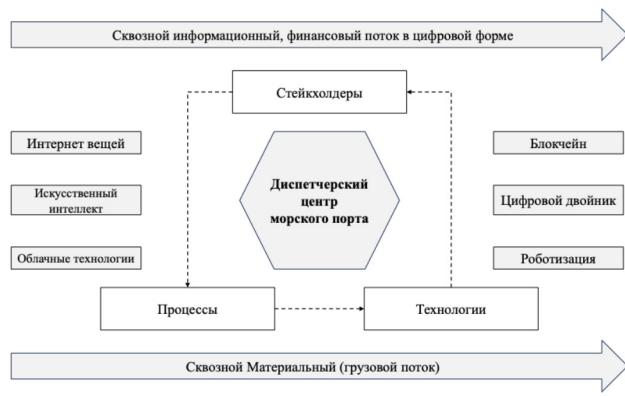 Сквозной информационный, финансовый поток в цифровой форме
Стейкхолдеры
Интернет вещей
Искусственный
интеллект
Облачные технологии
Диспетчерский
центр
морского порта
Блокчейн
Цифровой двойник
Роботизация
Процессы
Технологии
Сквозной Материальный (грузовой поток)